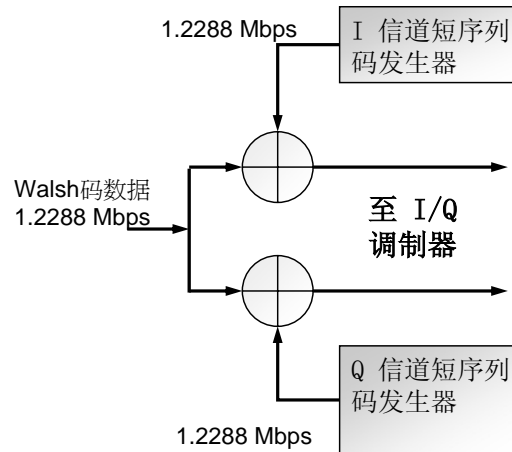 1.2288 Mbps
I 信道短序列
码发生器
Walsh码数据
1.2288 Mbps
至 I/Q
调制器
Q 信道短序列
码发生器
1.2288 Mbps